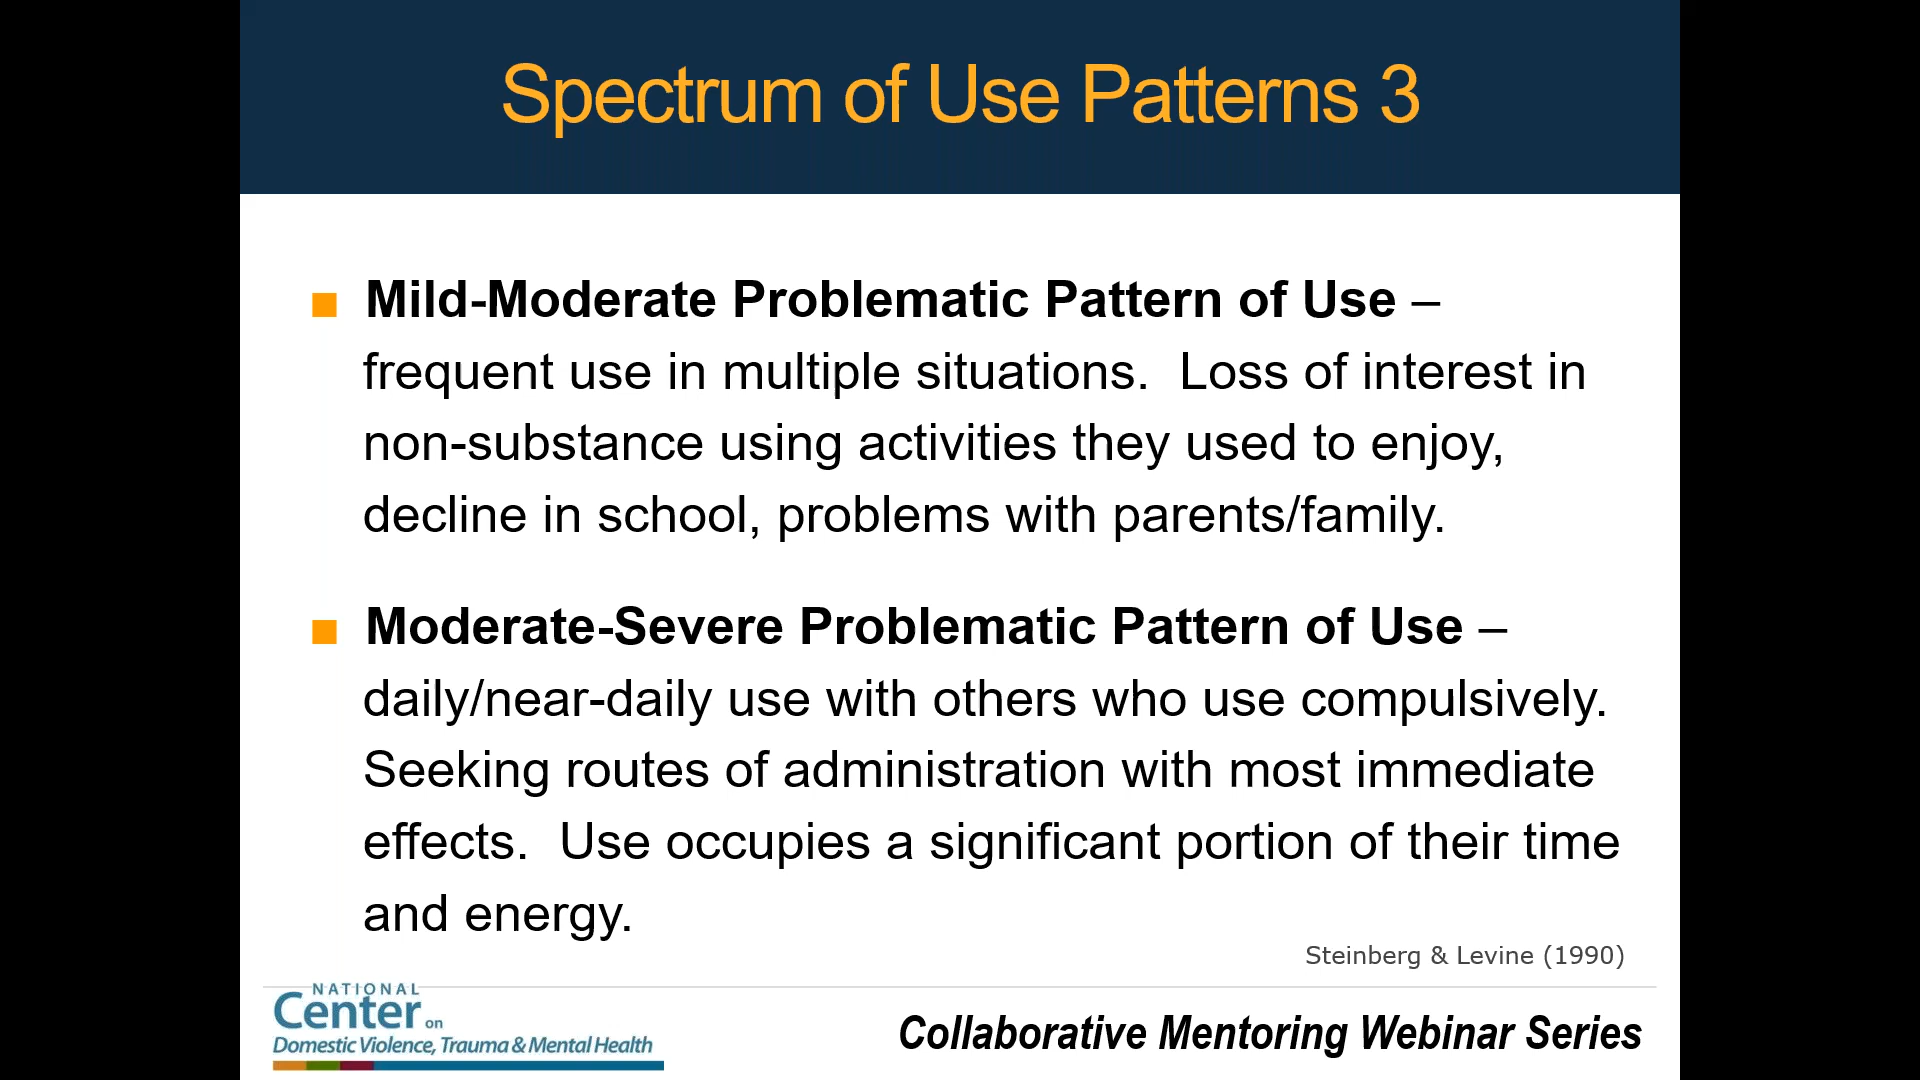 Spectrum of Use Patterns 3
Mild-Moderate Problematic Pattern of Use –
frequent use in multiple situations.  Loss of interest in
non-substance using activities they used to enjoy,
decline in school, problems with parents/family.
Moderate-Severe Problematic Pattern of Use –
daily/near-daily use with others who use compulsively.
Seeking routes of administration with most immediate
effects.  Use occupies a significant portion of their time
and energy.
Steinberg & Levine (1990)
NATIONAL
Center on
Domestic Violence, Trauma & Mental Health
Collaborative Mentoring Webinar Series